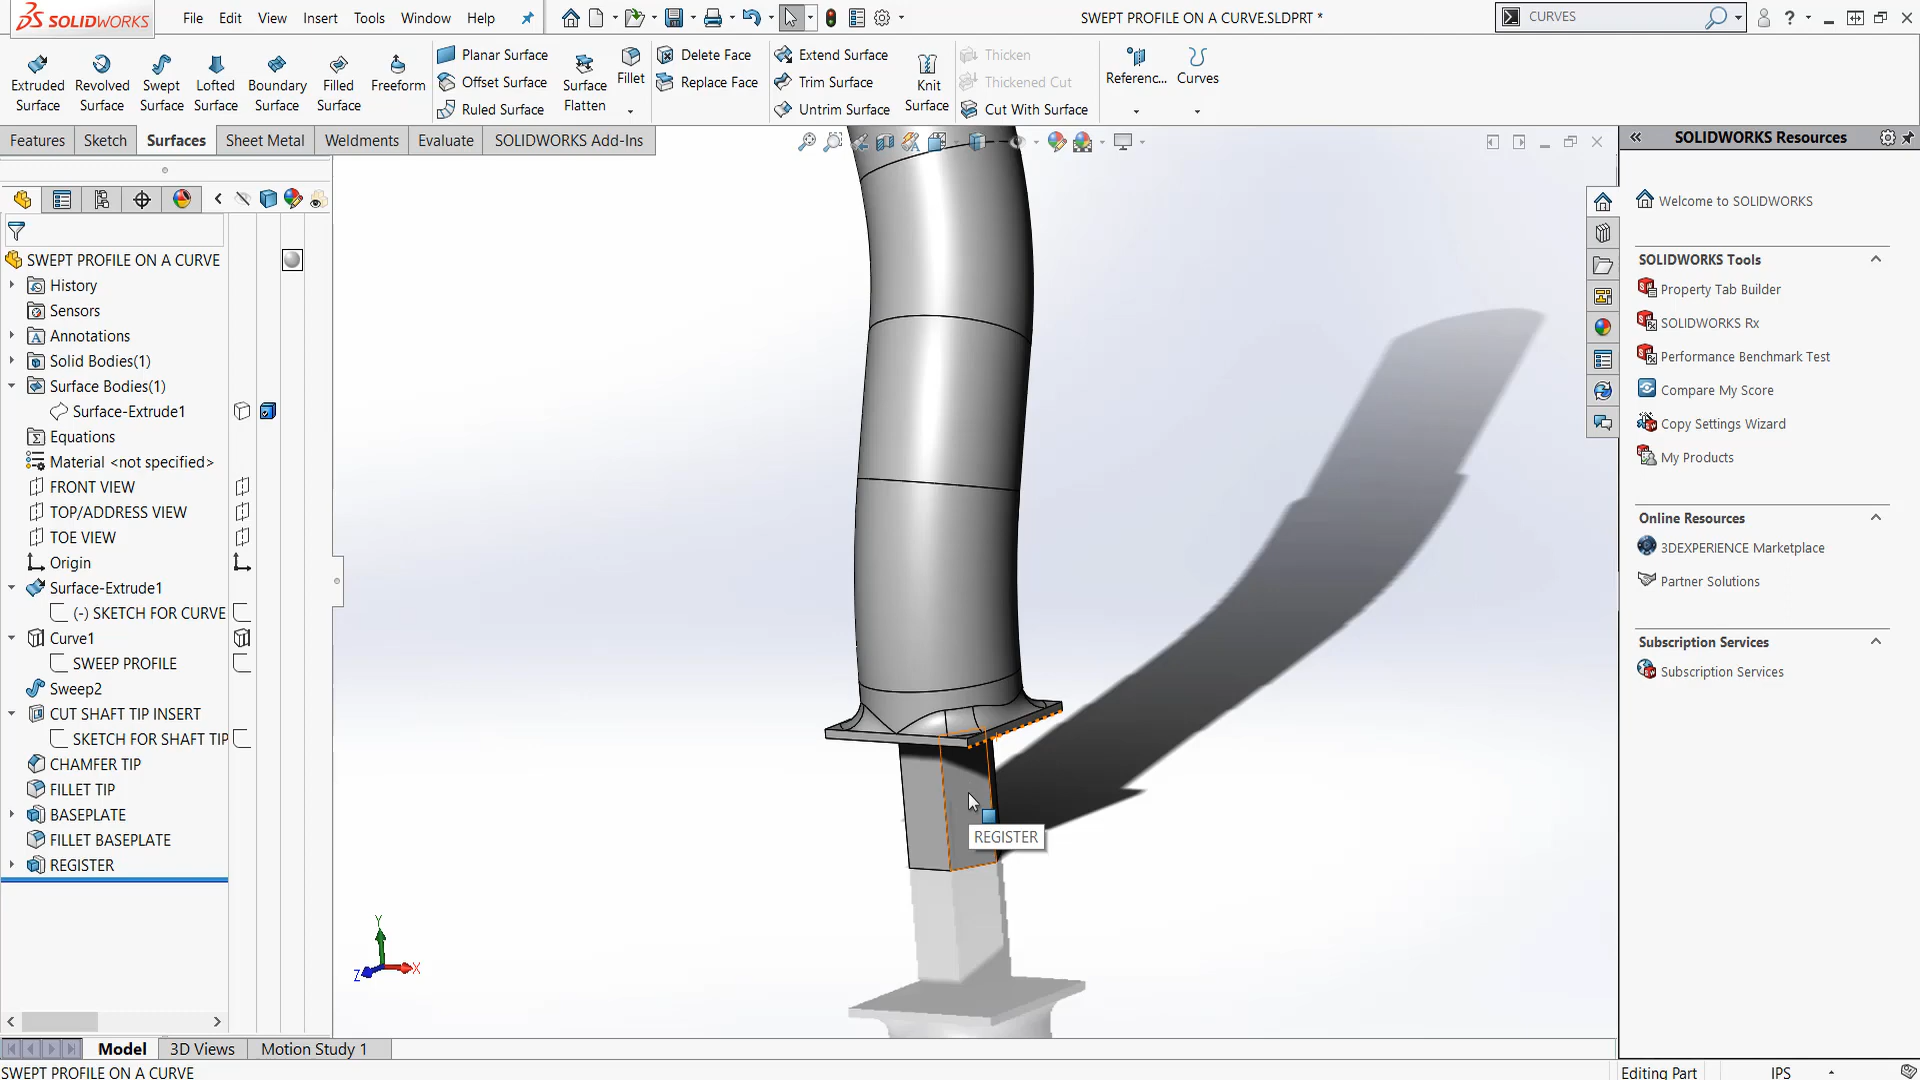 SOLIDWORKS
File Edit View Insert Tools Window Help
SWEPT PROFILE ON A CURVE.SLDPRT *
CURVES
?
Extruded Surface
Revolved Surface
Swept Surface
Lofted Surface
Boundary Surface
Filled Surface
Freeform
Planar Surface
Offset Surface
Ruled Surface
Surface Flatten
Fillet
Delete Face
Replace Face
Extend Surface
Trim Surface
Untrim Surface
Knit Surface
Thicken
Thickened Cut
Cut With Surface
Referenc...
Curves
Features Sketch Surfaces Sheet Metal Weldments Evaluate SOLIDWORKS Add-Ins
SWEPT PROFILE ON A CURVE
History
Sensors
Annotations
Solid Bodies(1)
Surface Bodies(1)
Surface-Extrude1
Equations
Material <not specified>
FRONT VIEW
TOP/ADDRESS VIEW
TOE VIEW
Origin
Surface-Extrude1
(-) SKETCH FOR CURVE
Curve1
SWEEP PROFILE
Sweep2
CUT SHAFT TIP INSERT
SKETCH FOR SHAFT TIP
CHAMFER TIP
FILLET TIP
BASEPLATE
FILLET BASEPLATE
REGISTER
REGISTER
Y
Z
X
SOLIDWORKS Resources
Welcome to SOLIDWORKS
SOLIDWORKS Tools
Property Tab Builder
SOLIDWORKS Rx
Performance Benchmark Test
Compare My Score
Copy Settings Wizard
My Products
Online Resources
3DEXPERIENCE Marketplace
Partner Solutions
Subscription Services
Subscription Services
Model 3D Views Motion Study 1
SWEPT PROFILE ON A CURVE
Editing Part
IPS